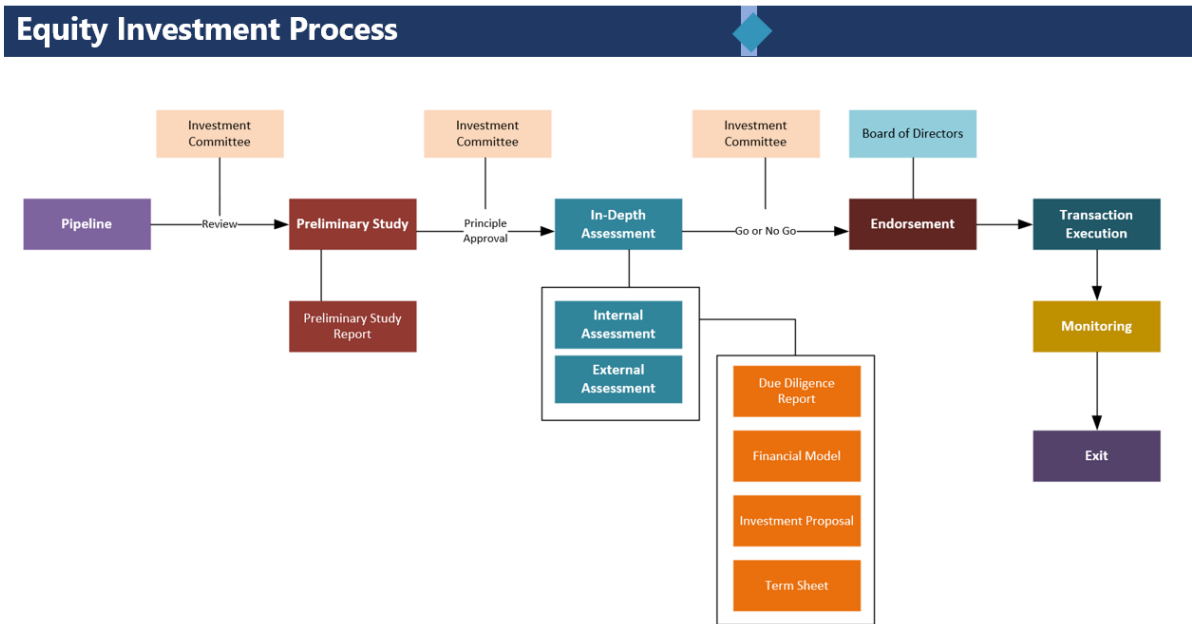 Equity Investment Process
Investment
Committee
Investment
Committee
Investment
Committee
Board of Directors
Pipeline
Review
Preliminary Study
Principle
Approval
In-Depth
Assessment
Go or No Go
Endorsement
Transaction
Execution
Preliminary Study
Report
Internal
Assessment
External
Assessment
Monitoring
Due Diligence
Report
Financial Model
Investment Proposal
Term Sheet
Exit